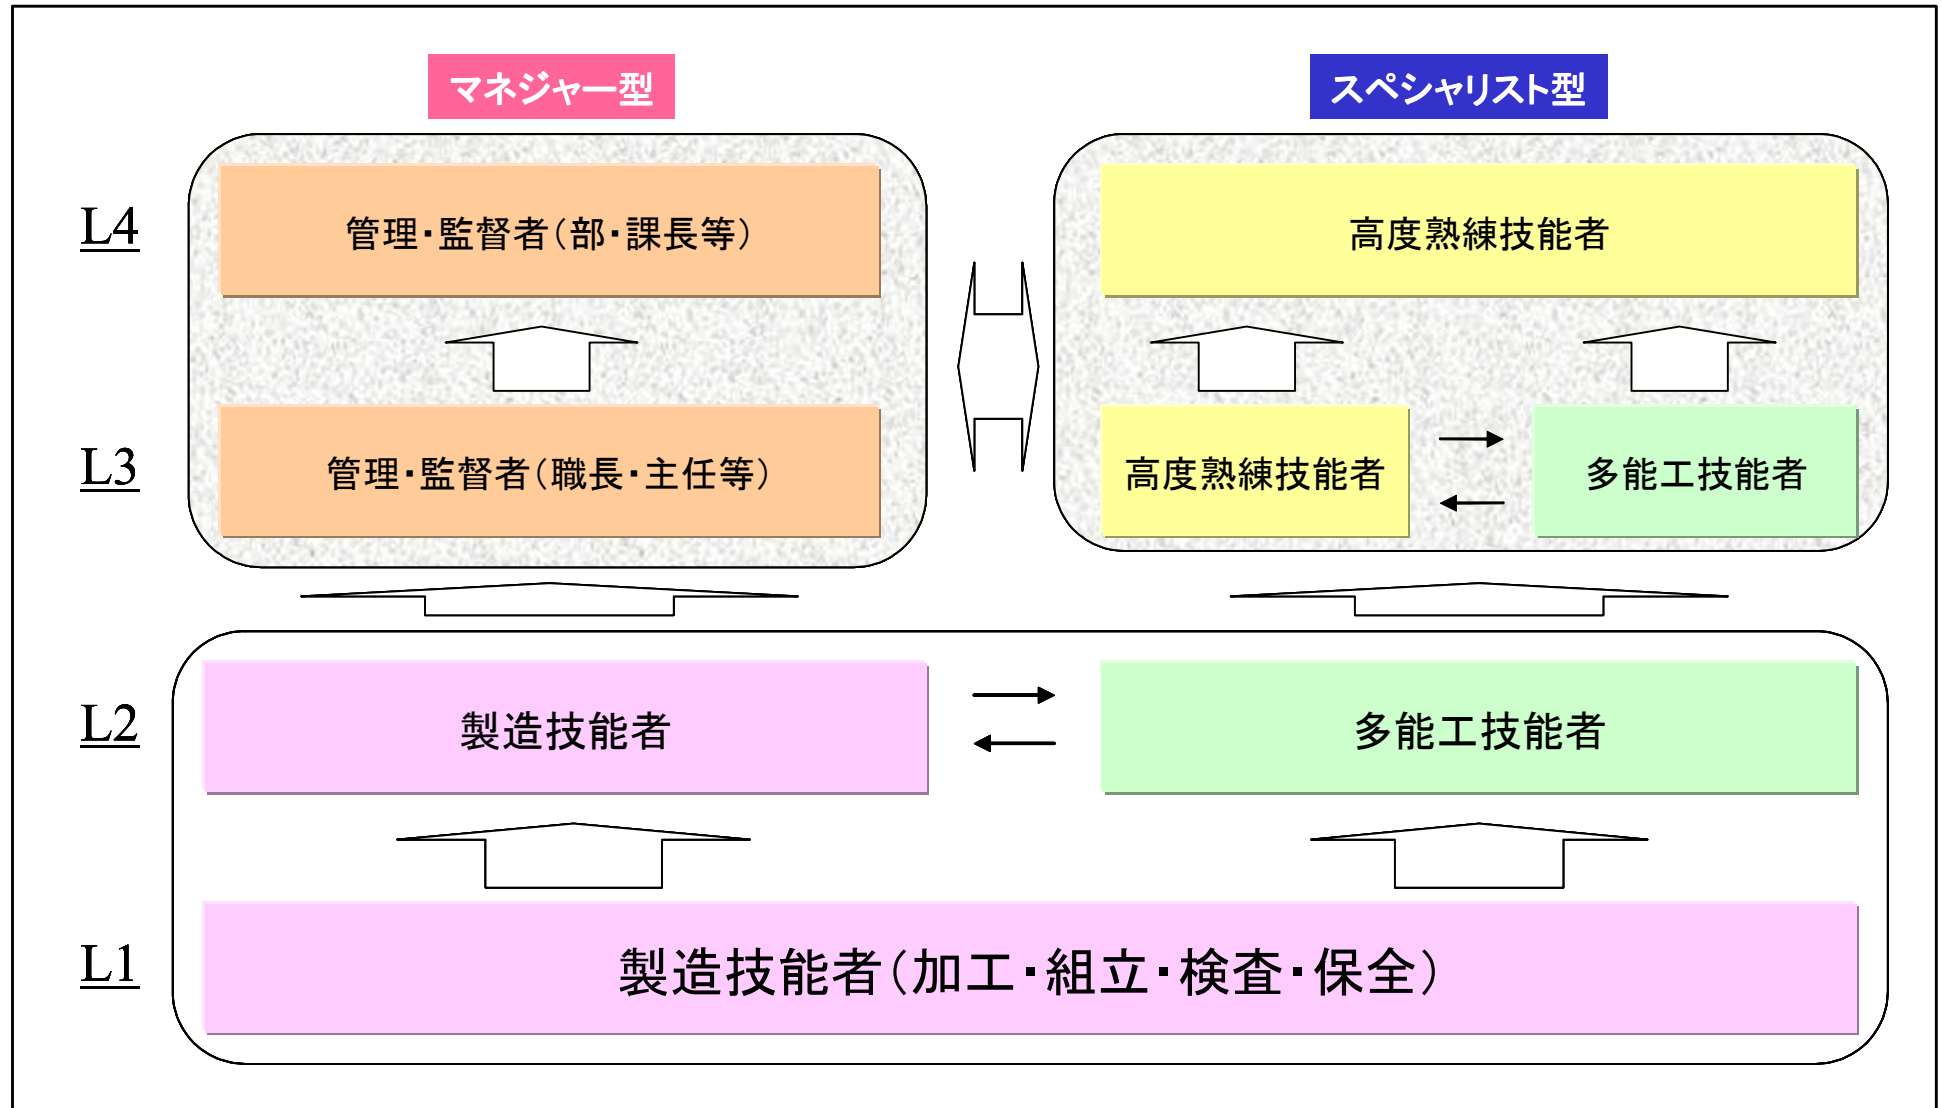 マネジャー型
スペシャリスト型
L4
管理・監督者(部・課長等)
高度熟練技能者
L3
管理・監督者(職長・主任等)
高度熟練技能者
多能工技能者
L2
製造技能者
多能工技能者
L1
製造技能者(加工・組立・検査・保全)